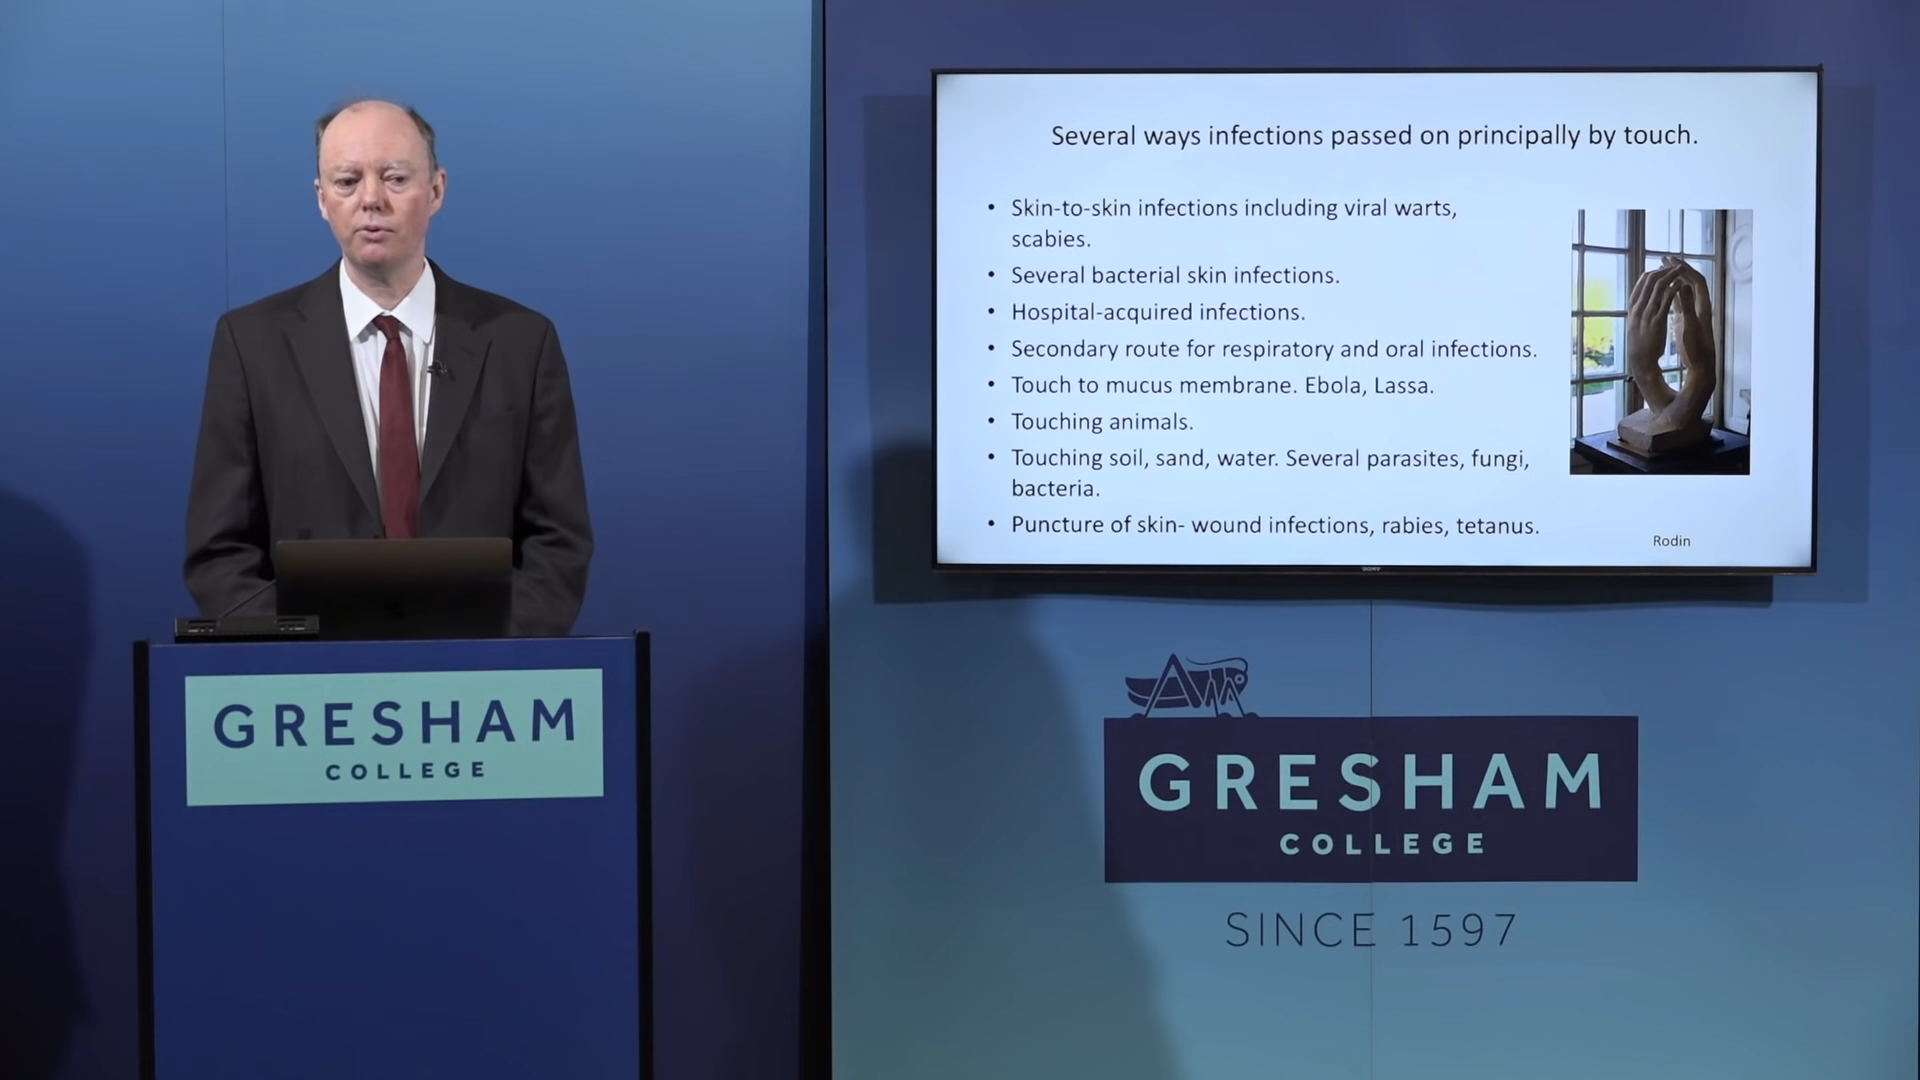 Several ways infections passed on principally by touch.
• Skin-to-skin infections including viral warts,
scabies.
• Several bacterial skin infections.
• Hospital-acquired infections.
• Secondary route for respiratory and oral infections.
• Touch to mucus membrane. Ebola, Lassa.
• Touching animals.
• Touching soil, sand, water. Several parasites, fungi,
bacteria.
• Puncture of skin- wound infections, rabies, tetanus.
Rodin
SONY
GRESHAM
COLLEGE
GRESHAM
COLLEGE
SINCE 1597